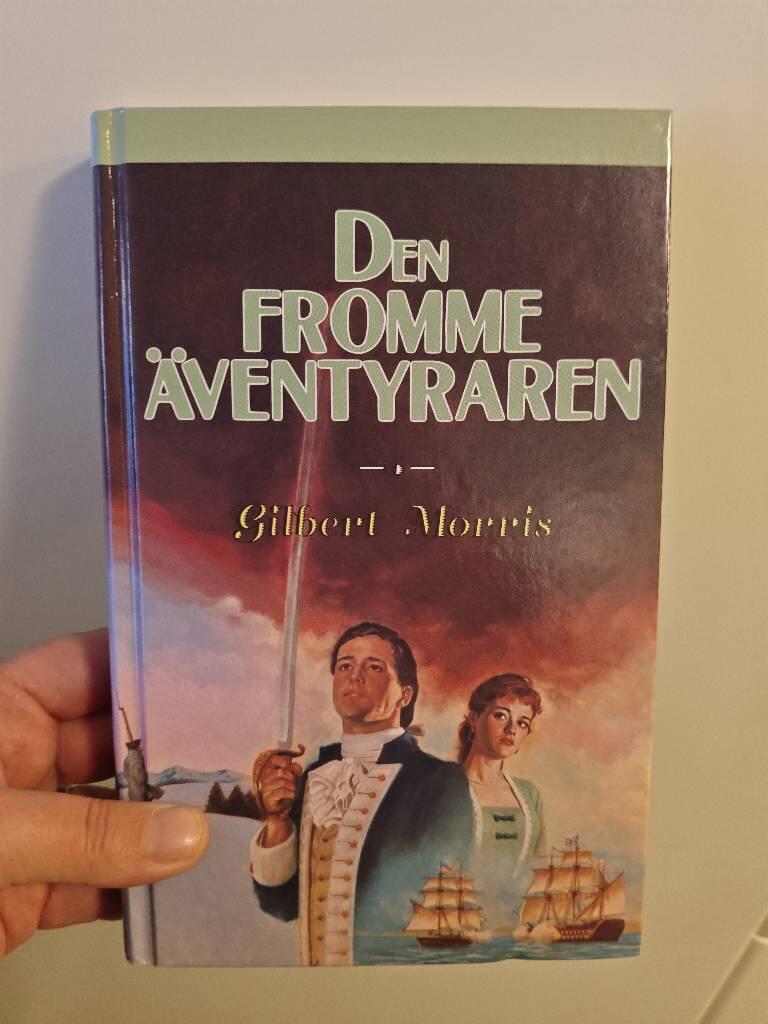 DEN
FROMME
ÄVENTYRAREN
Gilbert Morris